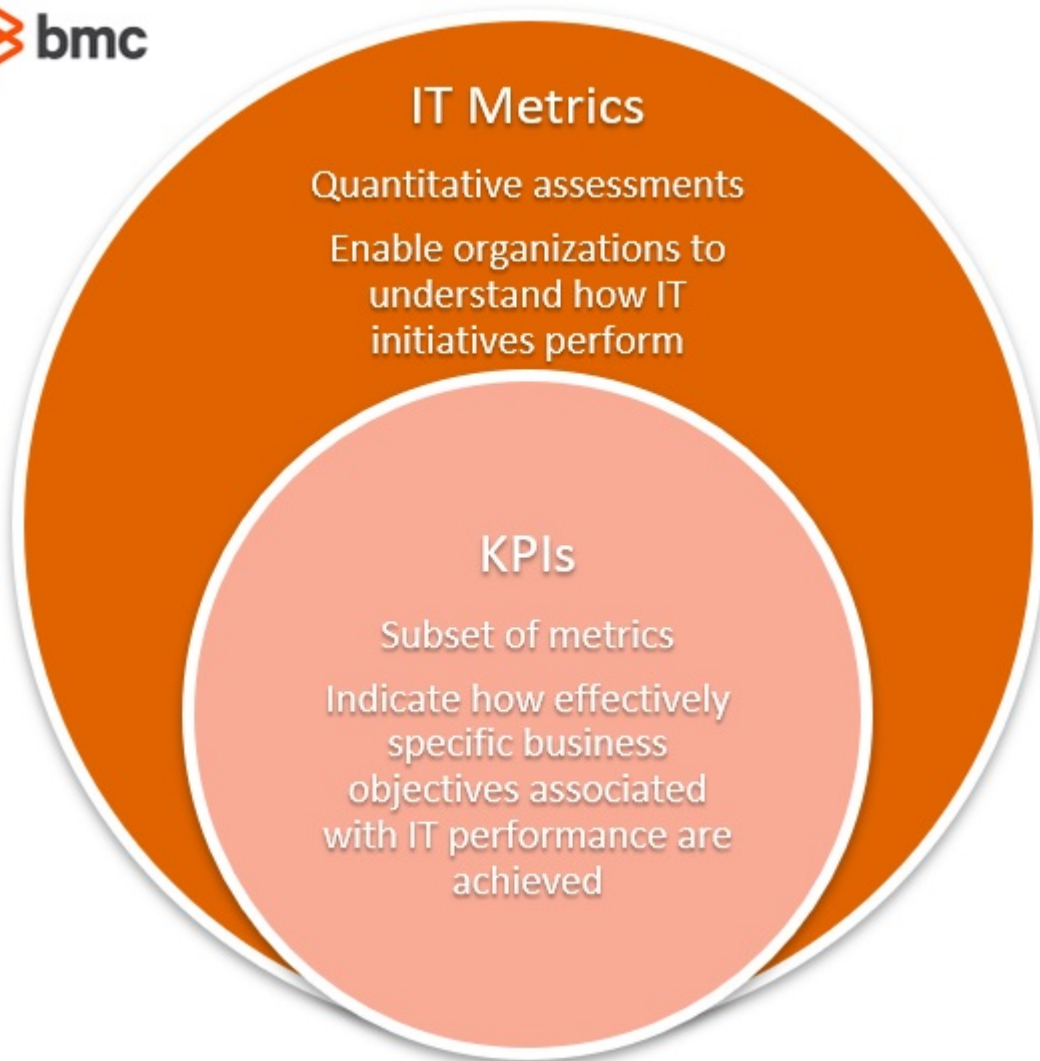 bmc
IT Metrics
Quantitative assessments
Enable organizations to
understand how IT
initiatives perform
KPIs
Subset of metrics
Indicate how effectively
specific business
objectives associated
with IT performance are
achieved